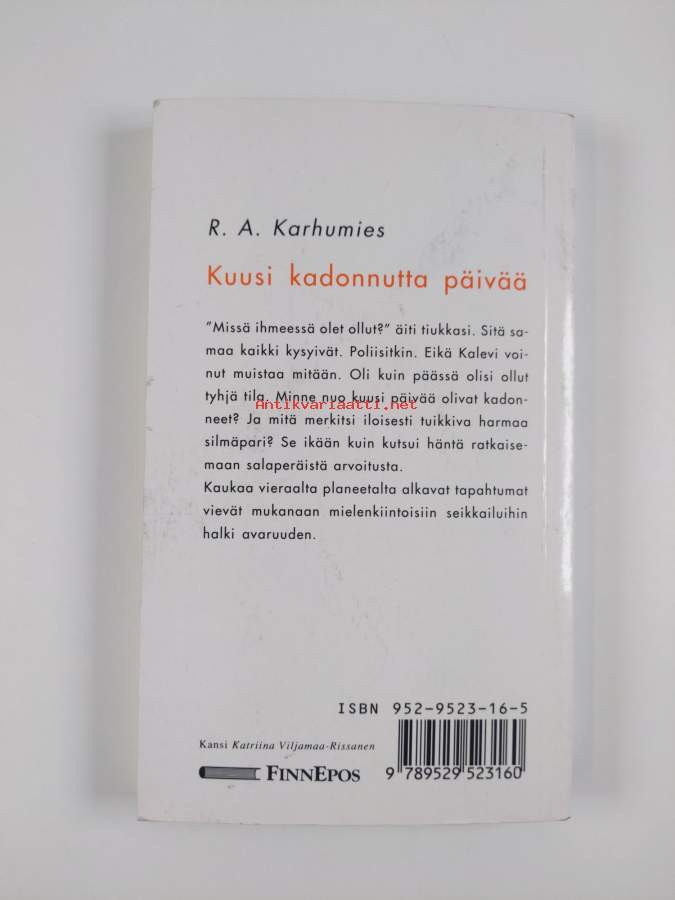 R. A. Karhumies
Kuusi kadonnutta päivää
”Missä ihmeessä olet ollut?” äiti tiukkasi. Sitä sa-
maa kaikki kysyivät. Poliisitkin. Eikä Kalevi voi-
nut muistaa mitään. Oli kuin päässä olisi ollut
tyhjä tila. Minne nuo kuusi päivää olivat kadon-
Antikvariaatti.net
neet? Ja mitä merkitsi iloisesti tuikkiva harmaa
silmäpari? Se ikään kuin kutsui häntä ratkaise-
maan salaperäistä arvoitusta.
Kaukaa vieraalta planeetalta alkavat tapahtumat
vievät mukanaan mielenkiintoisiin seikkailuihin
halki avaruuden.
ISBN 952-9523-16-5
Kansi Katriina Viljamaa-Rissanen
FINNEPOS
9 789529 523160